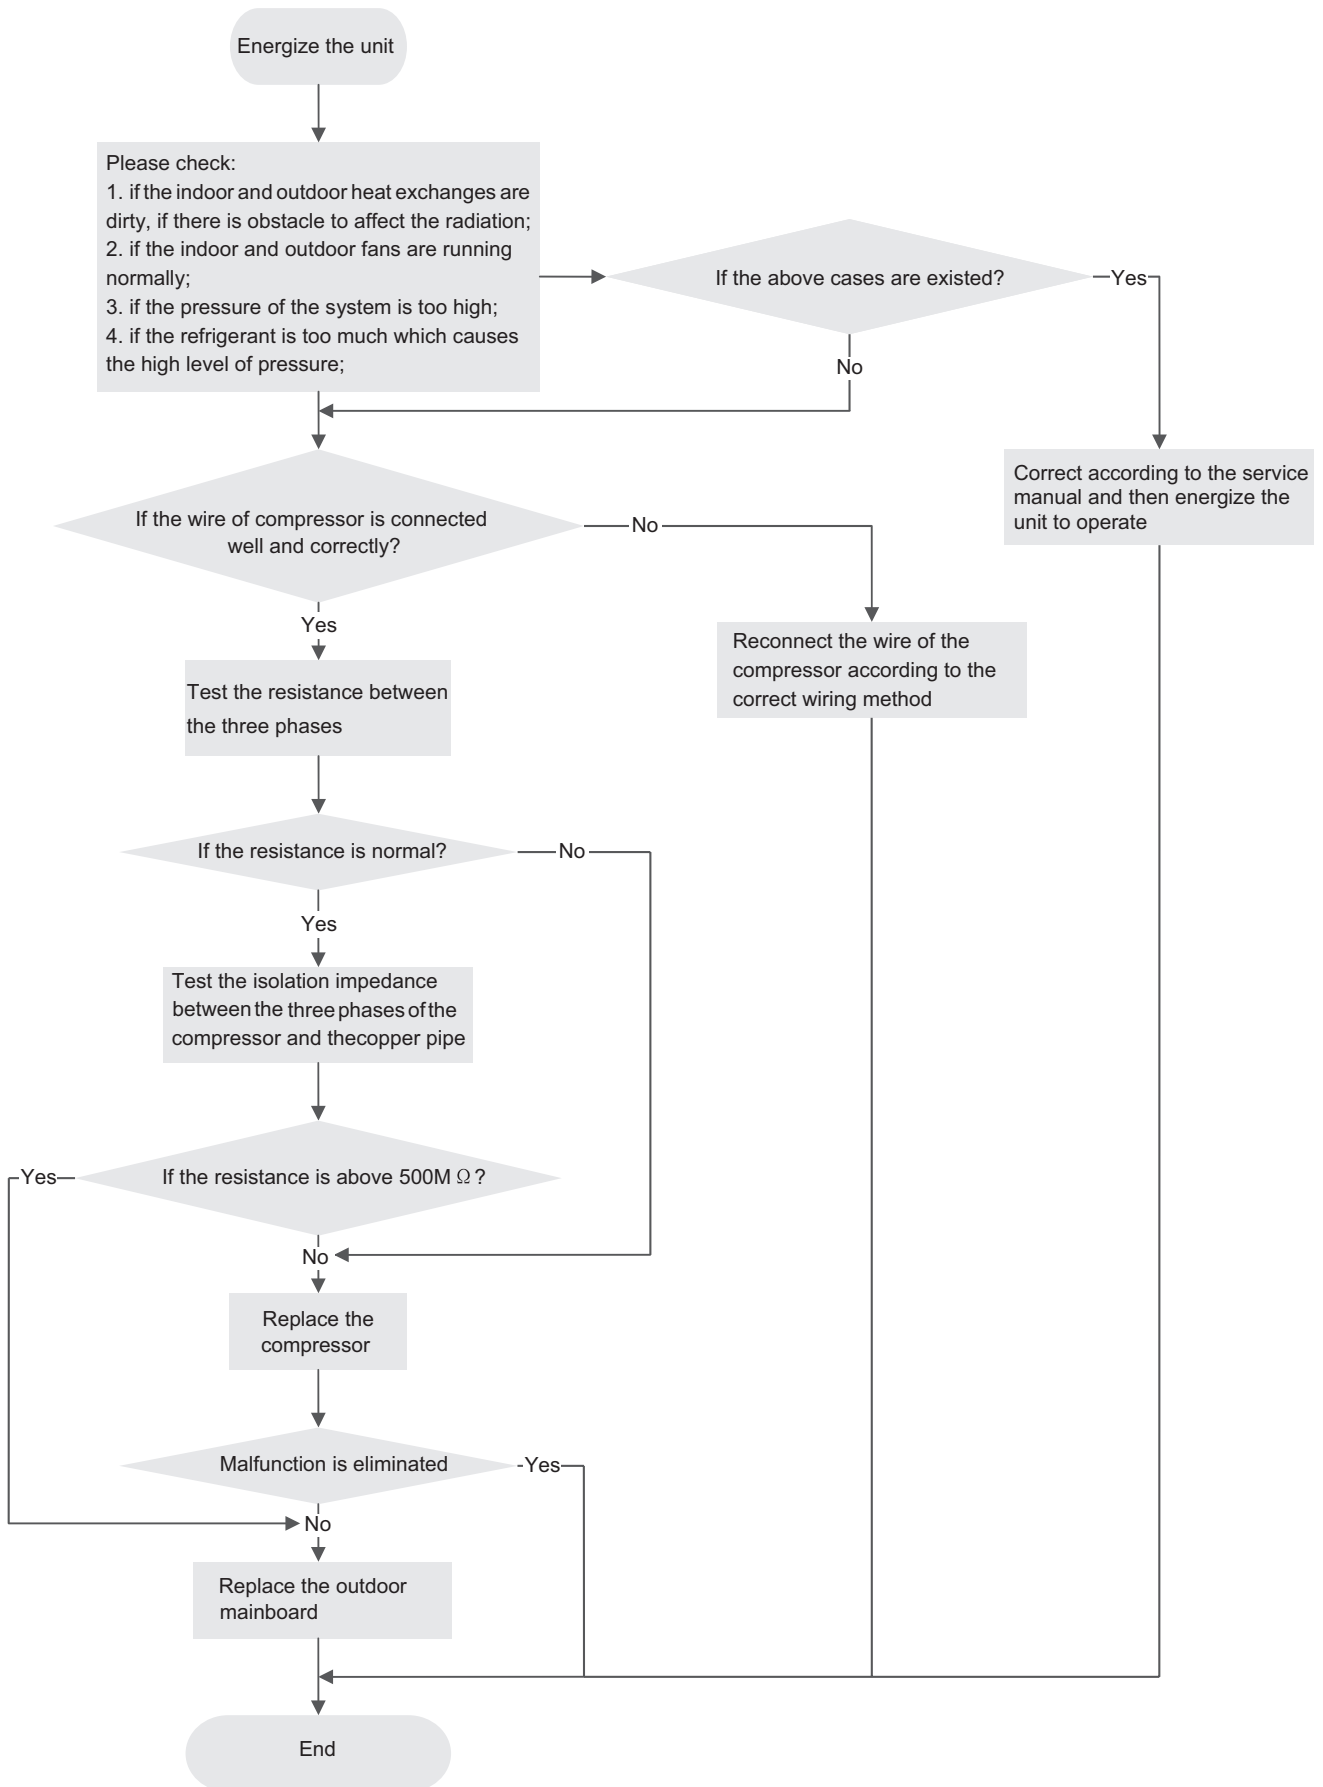 Energize the unit
Please check:
1. if the indoor and outdoor heat exchanges are
dirty, if there is obstacle to affect the radiation;
2. if the indoor and outdoor fans are running
normally;
3. if the pressure of the system is too high;
4. if the refrigerant is too much which causes
the high level of pressure;
If the above cases are existed?
Yes
No
Correct according to the service
manual and then energize the
unit to operate
If the wire of compressor is connected
well and correctly?
No
Yes
Reconnect the wire of the
compressor according to the
correct wiring method
Test the resistance between
the three phases
If the resistance is normal?
No
Yes
Test the isolation impedance
between the three phases of the
compressor and thecopper pipe
Yes
If the resistance is above 500M Ω ?
No
Replace the
compressor
Malfunction is eliminated
Yes
No
Replace the outdoor
mainboard
End